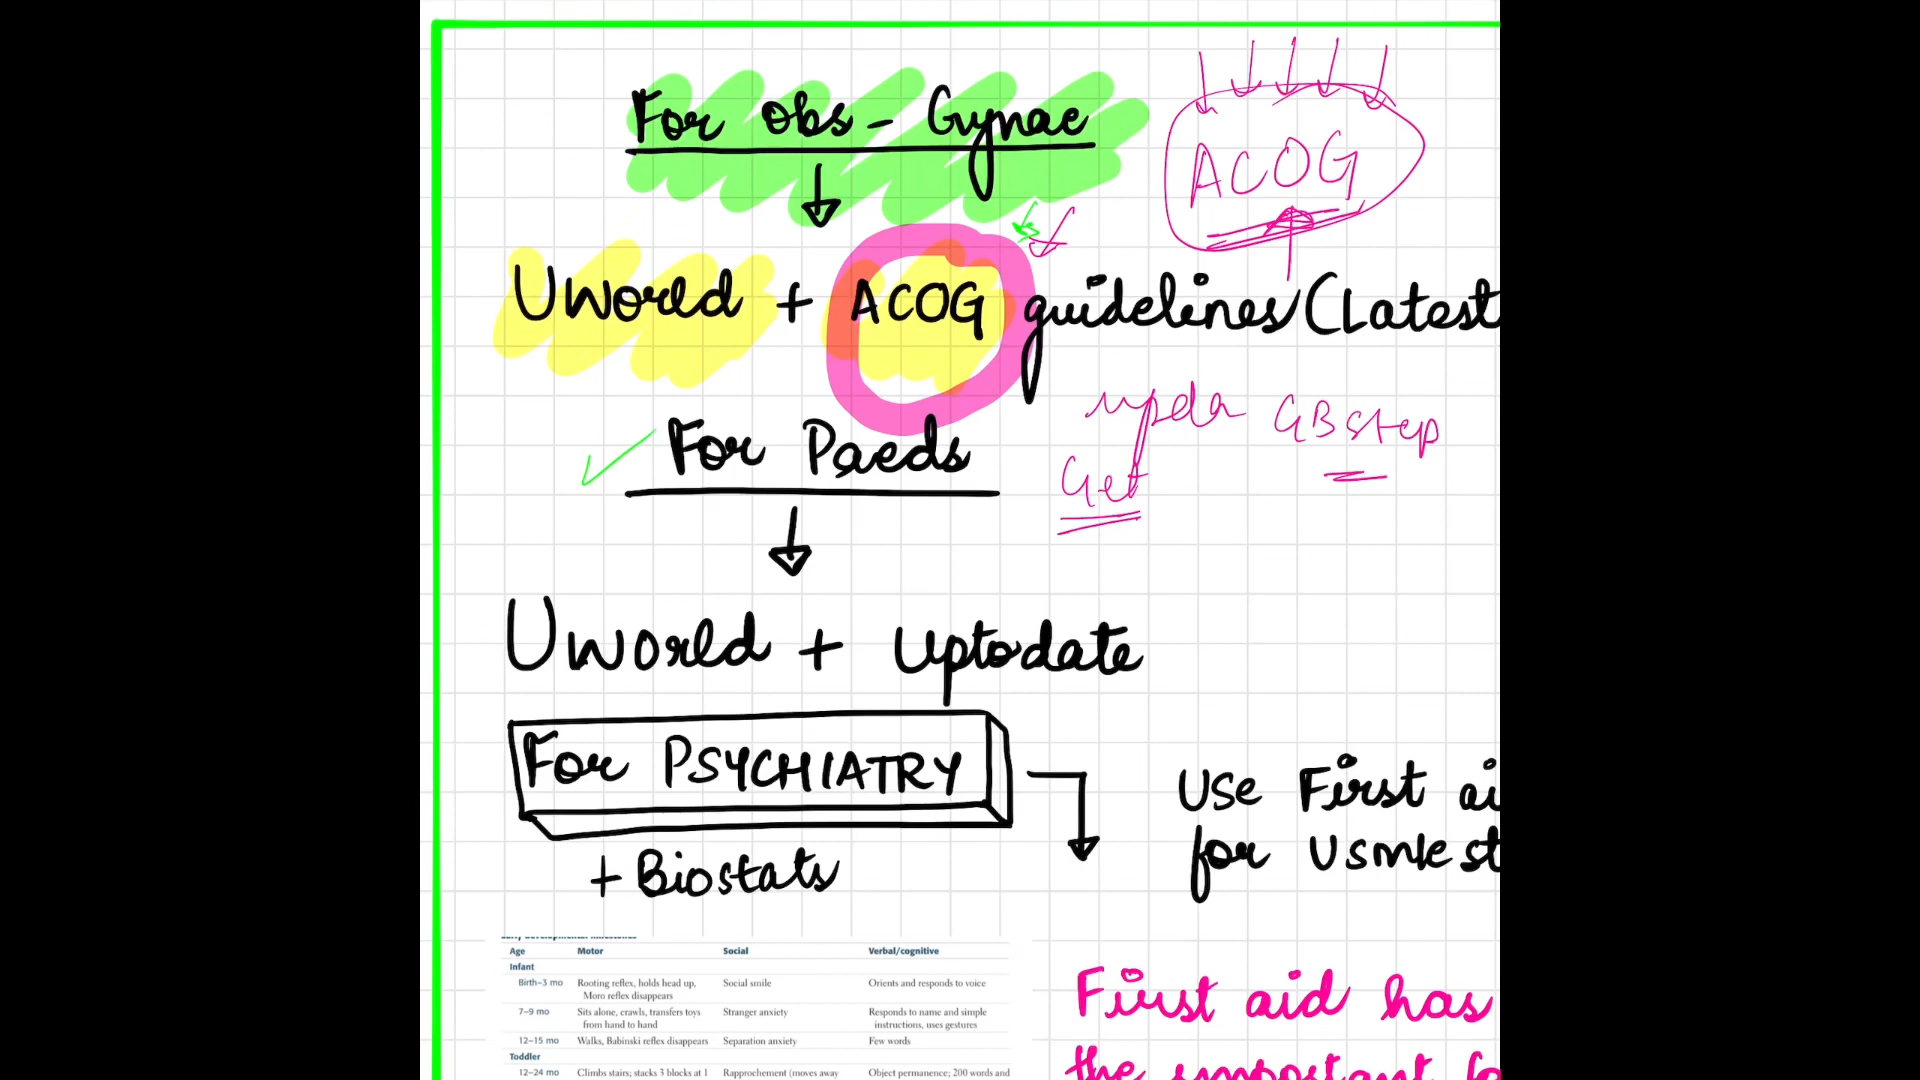 For Obs - Gynae
ACOG
Uworld + ACOG guidelines (Latest
GBstep
Get
For Paeds
Uworld + Uptodate
For PSYCHIATRY
+ Biostats
Use First ai
for Usmle st
Age Motor Social Verbal/cognitive
Infant
Birth–3 mo Rooting reflex, holds head up, Social smile Orients and responds to voice
Moro reflex disappears
7–9 mo Sits alone, crawls, transfers toys Stranger anxiety Responds to name and simple
from hand to hand instructions, uses gestures
12–15 mo Walks, Babinski reflex disappears Separation anxiety Few words
Toddler
12–24 mo Climbs stairs; stacks 3 blocks at 1 Rapprochement (moves away Object permanence; 200 words and
First aid has
the important